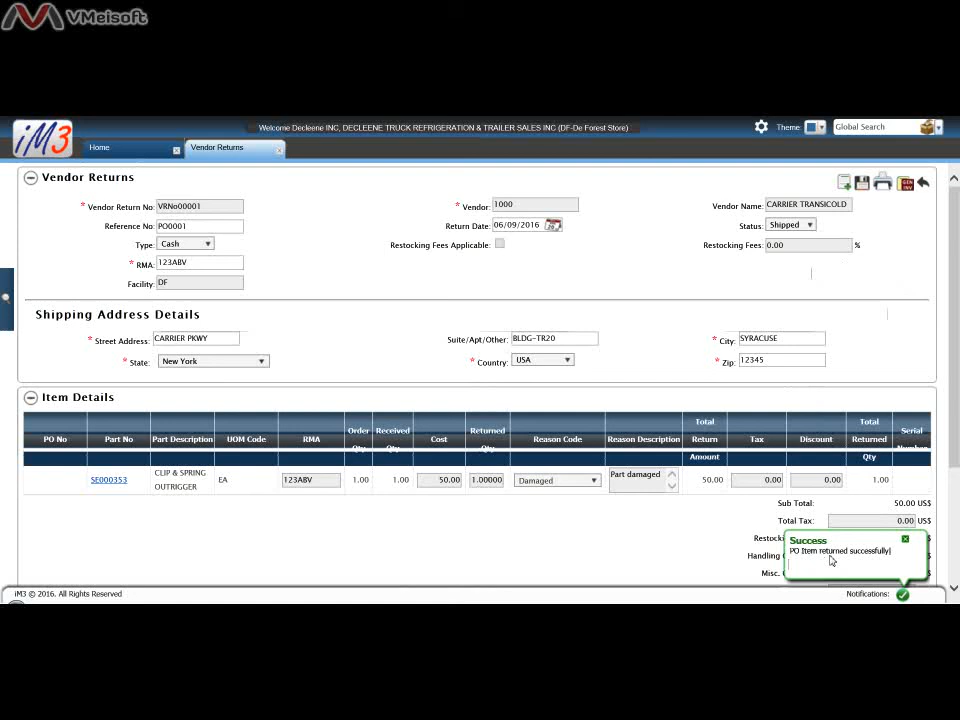 VMeisoft
iM3
Welcome Decleene INC, DECLEENE TRUCK REFRIGERATION & TRAILER SALES INC (DF-De Forest Store)
Theme:
Global Search
Home
Vendor Returns
Vendor Returns
GEN INV
* Vendor Return No: VRNo00001
* Vendor: 1000
Vendor Name: CARRIER TRANSICOLD
Reference No: PO0001
Return Date: 06/09/2016
Status: Shipped
Type: Cash
Restocking Fees Applicable:
Restocking Fees: 0.00 %
* RMA: 123ABV
Facility: DF
Shipping Address Details
* Street Address: CARRIER PKWY
Suite/Apt/Other: BLDG-TR20
* City: SYRACUSE
* State: New York
* Country: USA
* Zip: 12345
Item Details
PO No
Part No
Part Description
UOM Code
RMA
Order Qty
Received Qty
Cost
Returned Qty
Reason Code
Reason Description
Total Return Amount
Tax
Discount
Total Returned Qty
Serial
SE000353
CLIP & SPRING
OUTRIGGER
EA
123ABV
1.00
1.00
50.00
1.00000
Damaged
Part damaged
50.00
0.00
0.00
1.00
Sub Total: 50.00 US$
Total Tax: 0.00 US$
Success
PO Item returned successfully
Handling
Misc.
iM3 © 2016. All Rights Reserved
Notifications: